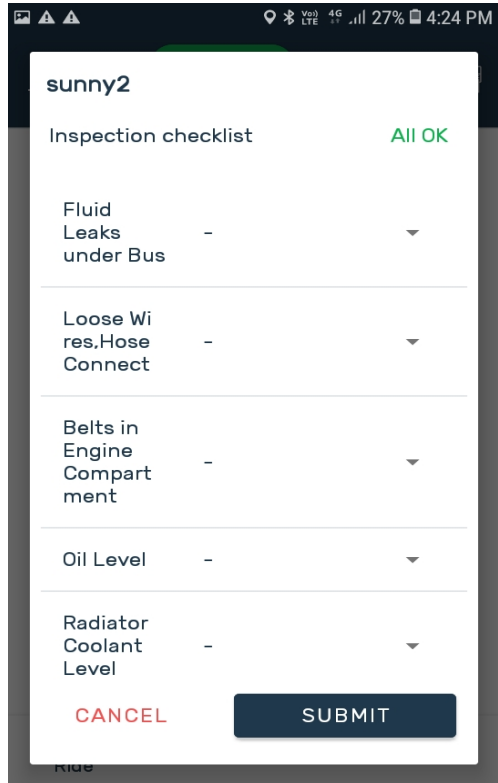 VoLTE 4G 27% 4:24 PM
sunny2
Inspection checklist All OK
Fluid
Leaks -
under Bus
Loose Wi
res,Hose -
Connect
Belts in
Engine
Compart -
ment
Oil Level -
Radiator
Coolant -
Level
CANCEL SUBMIT
Ride